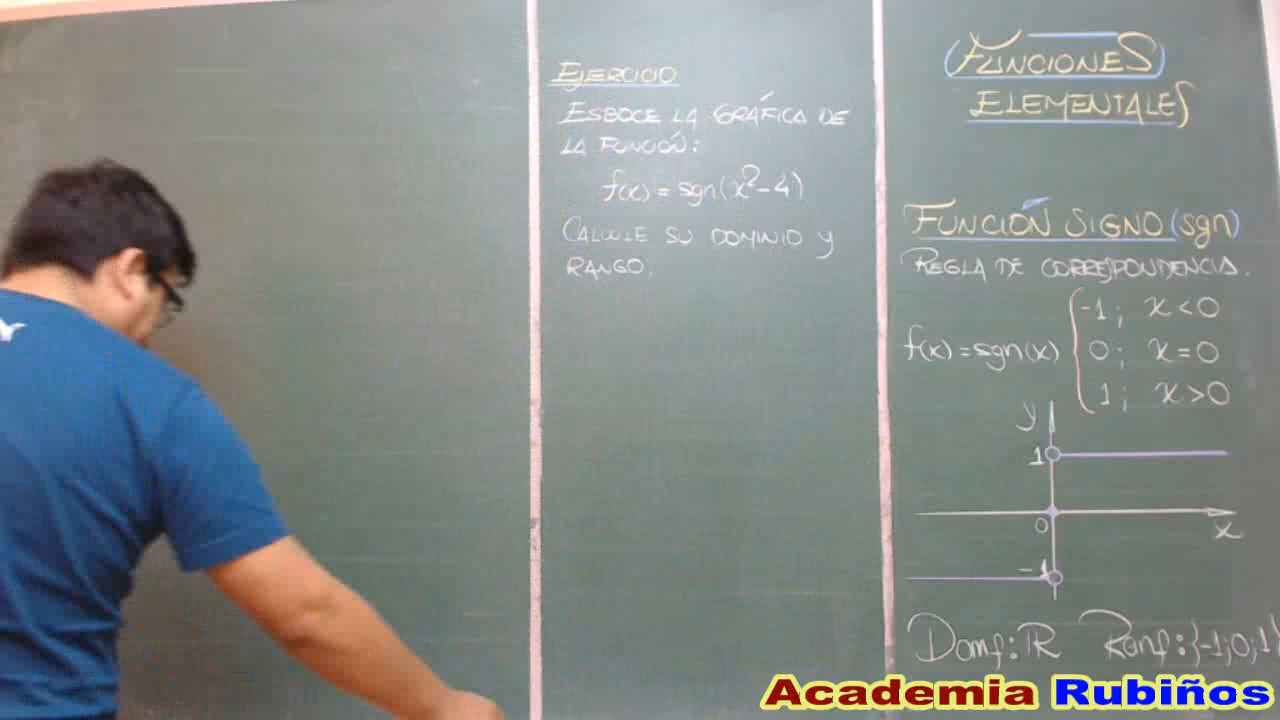 EJERCICIO
ESBOCE LA GRÁFICA DE
LA FUNCIÓN:
f(x) = sgn(x²-4)
CALCULE SU DOMINIO Y
RANGO.
FUNCIONES
ELEMENTALES
FUNCIÓN SIGNO (sgn)
REGLA DE CORRESPONDENCIA.
-1 ; x < 0
f(x) = sgn(x) { 0 ; x = 0
1 ; x > 0
y
1
0
x
-1
Domf: R Ranf: {-1;0;1}
Academia Rubiños